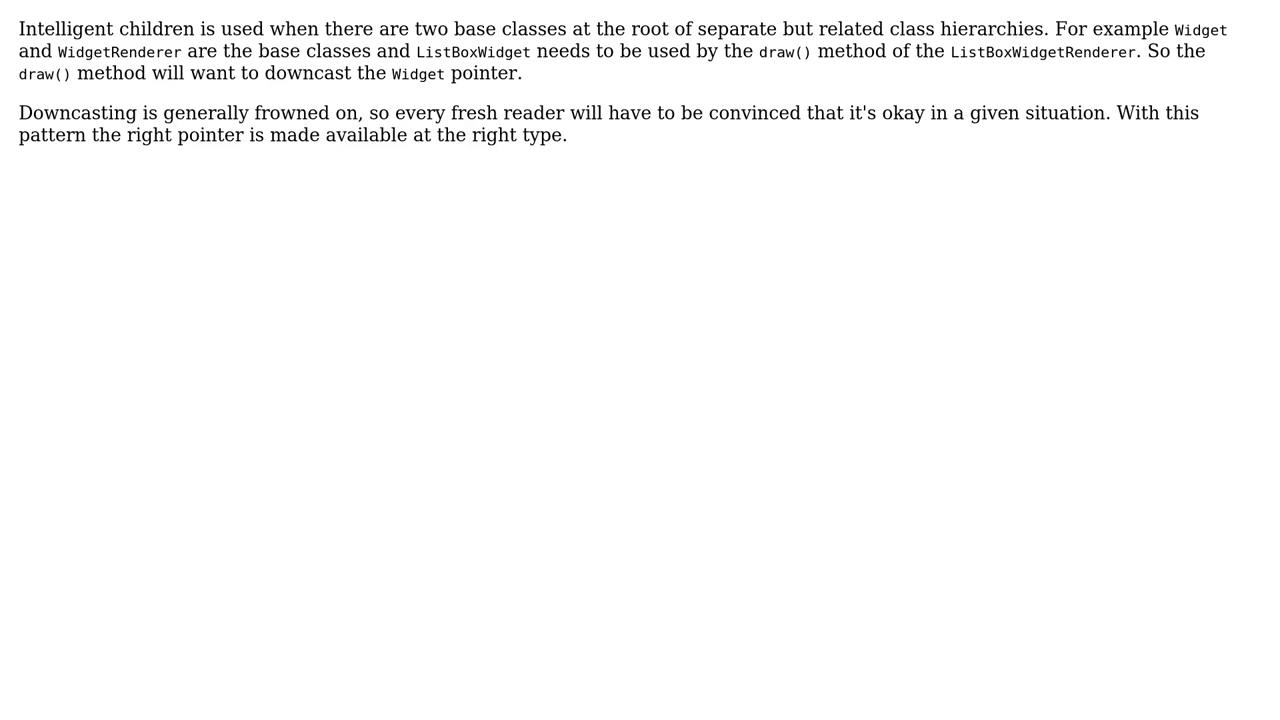 Intelligent children is used when there are two base classes at the root of separate but related class hierarchies. For example Widget
and WidgetRenderer are the base classes and ListBoxWidget needs to be used by the draw() method of the ListBoxWidgetRenderer. So the
draw() method will want to downcast the Widget pointer.
Downcasting is generally frowned on, so every fresh reader will have to be convinced that it's okay in a given situation. With this
pattern the right pointer is made available at the right type.